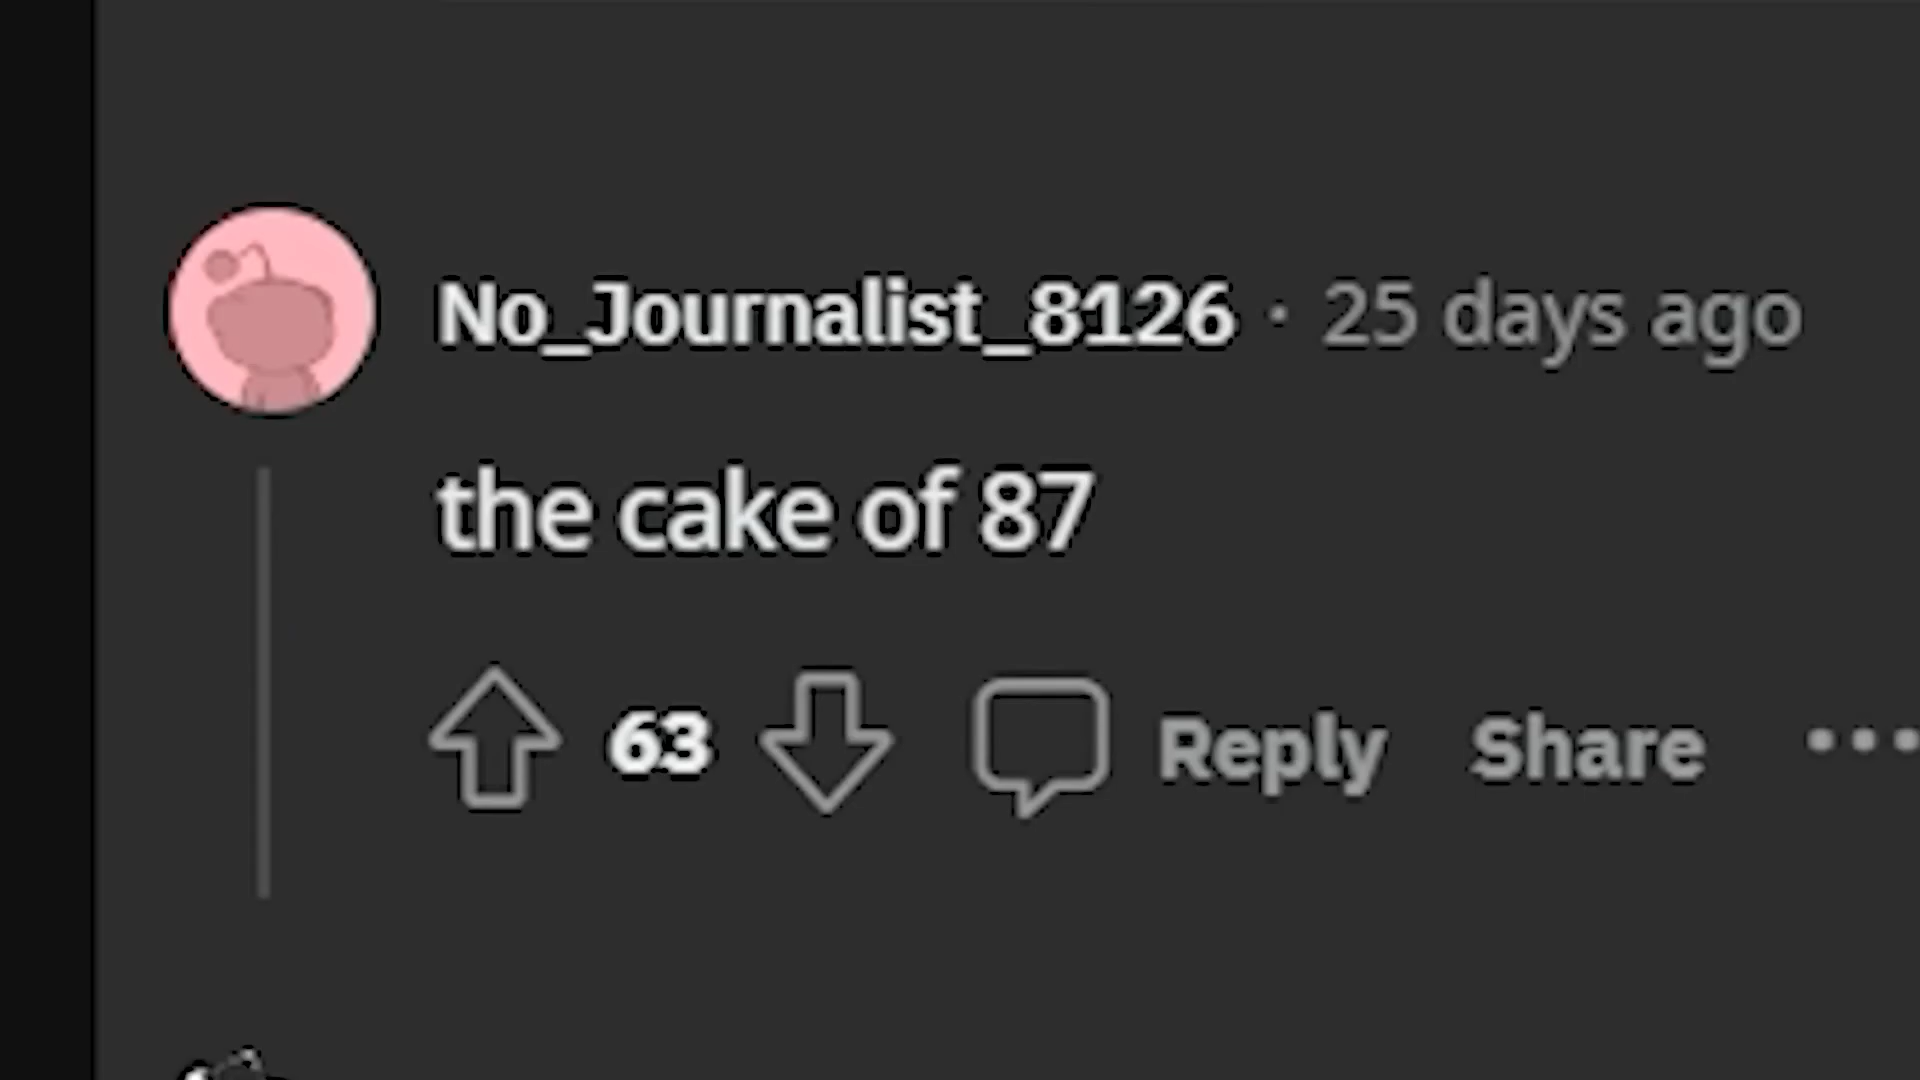 No_Journalist_8126 · 25 days ago
the cake of 87
63 Reply Share ...